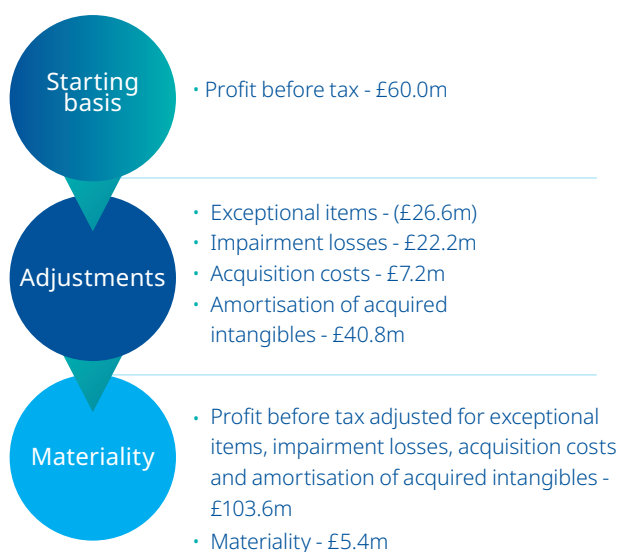 Starting
basis
• Profit before tax - £60.0m
Adjustments
• Exceptional items - (£26.6m)
• Impairment losses - £22.2m
• Acquisition costs - £7.2m
• Amortisation of acquired
intangibles - £40.8m
Materiality
• Profit before tax adjusted for exceptional
items, impairment losses, acquisition costs
and amortisation of acquired intangibles -
£103.6m
• Materiality - £5.4m